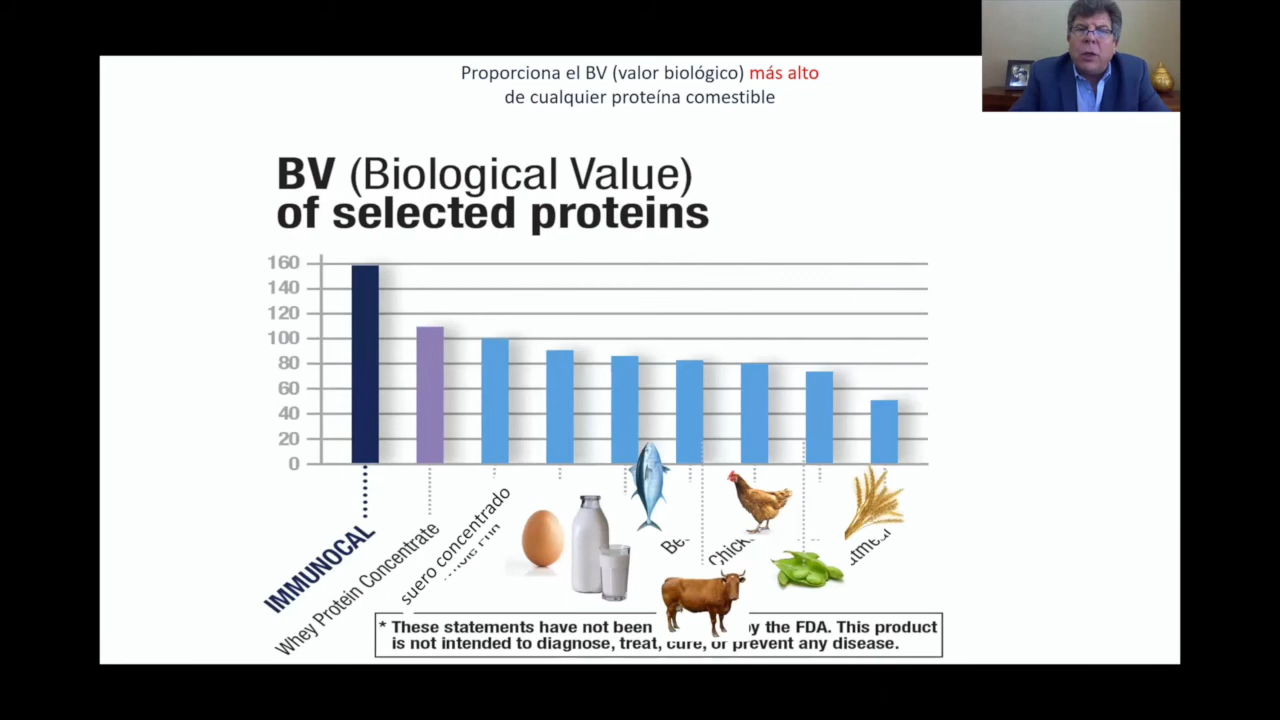 Proporciona el BV (valor biológico) más alto
de cualquier proteína comestible
BV (Biological Value)
of selected proteins
160
140
120
100
80
60
40
20
0
IMMUNOCAL
Whey Protein Concentrate
suero concentrado
* These statements have not been
the FDA. This product
is not intended to diagnose, treat, cure, or prevent any disease.